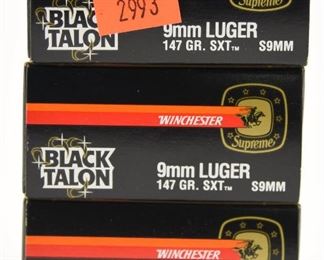 2993
Supreme
BLACK
TALON
9mm LUGER
147 GR. SXT™ S9MM
WINCHESTER
Supreme
BLACK
TALON
9mm LUGER
147 GR. SXT™ S9MM
WINCHESTER